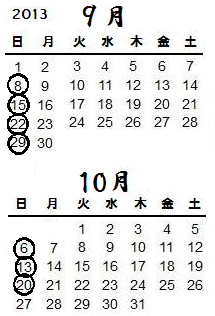 2013 9月
日 月 火 水 木 金 土
1 2 3 4 5 6 7
8 9 10 11 12 13 14
15 16 17 18 19 20 21
22 23 24 25 26 27 28
29 30
10月
日 月 火 水 木 金 土
1 2 3 4 5
6 7 8 9 10 11 12
13 14 15 16 17 18 19
20 21 22 23 24 25 26
27 28 29 30 31